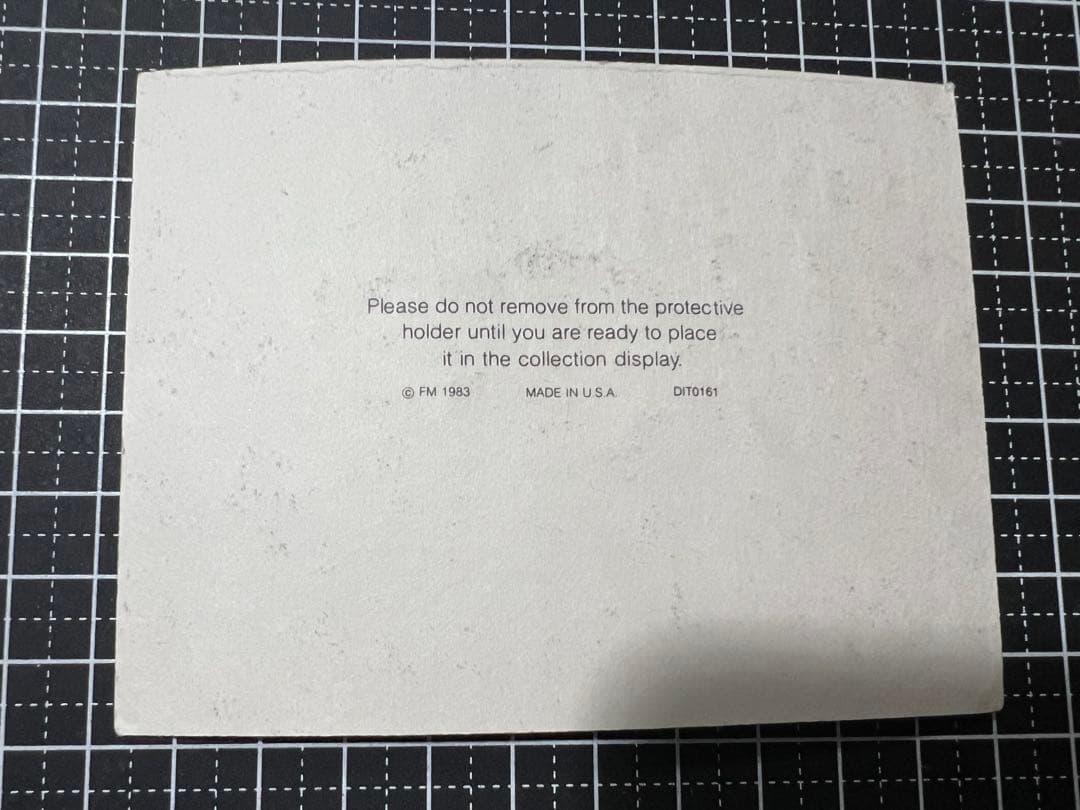 Please do not remove from the protective
holder until you are ready to place
it in the collection display.
© FM 1983 MADE IN U.S.A. DIT0161